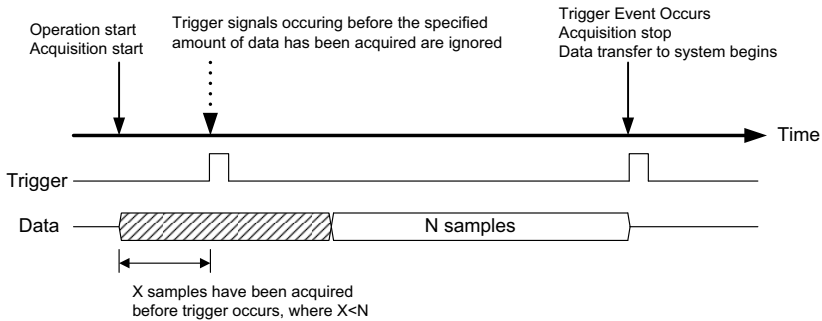 Operation start
Acquisition start
Trigger signals occuring before the specified
amount of data has been acquired are ignored
Trigger Event Occurs
Acquisition stop
Data transfer to system begins
Time
Trigger
Data
N samples
X samples have been acquired
before trigger occurs, where X<N